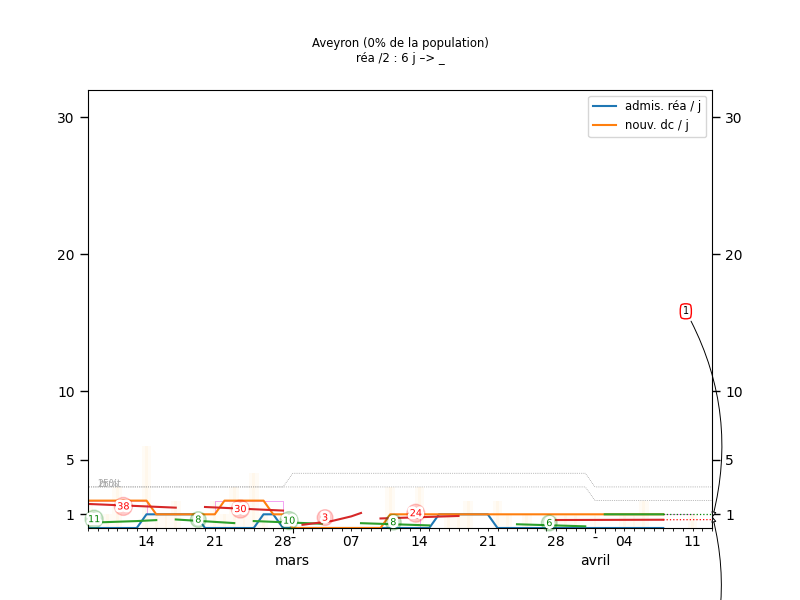 Aveyron (0% de la population)
réa /2 : 6 j –> _
admis. réa / j
nouv. dc / j
30 30
20 20
10 10
5 5
1 1
1
11 38 8 30 10 3 8 24 6
14 21 28 07 14 21 28 04 11
mars avril